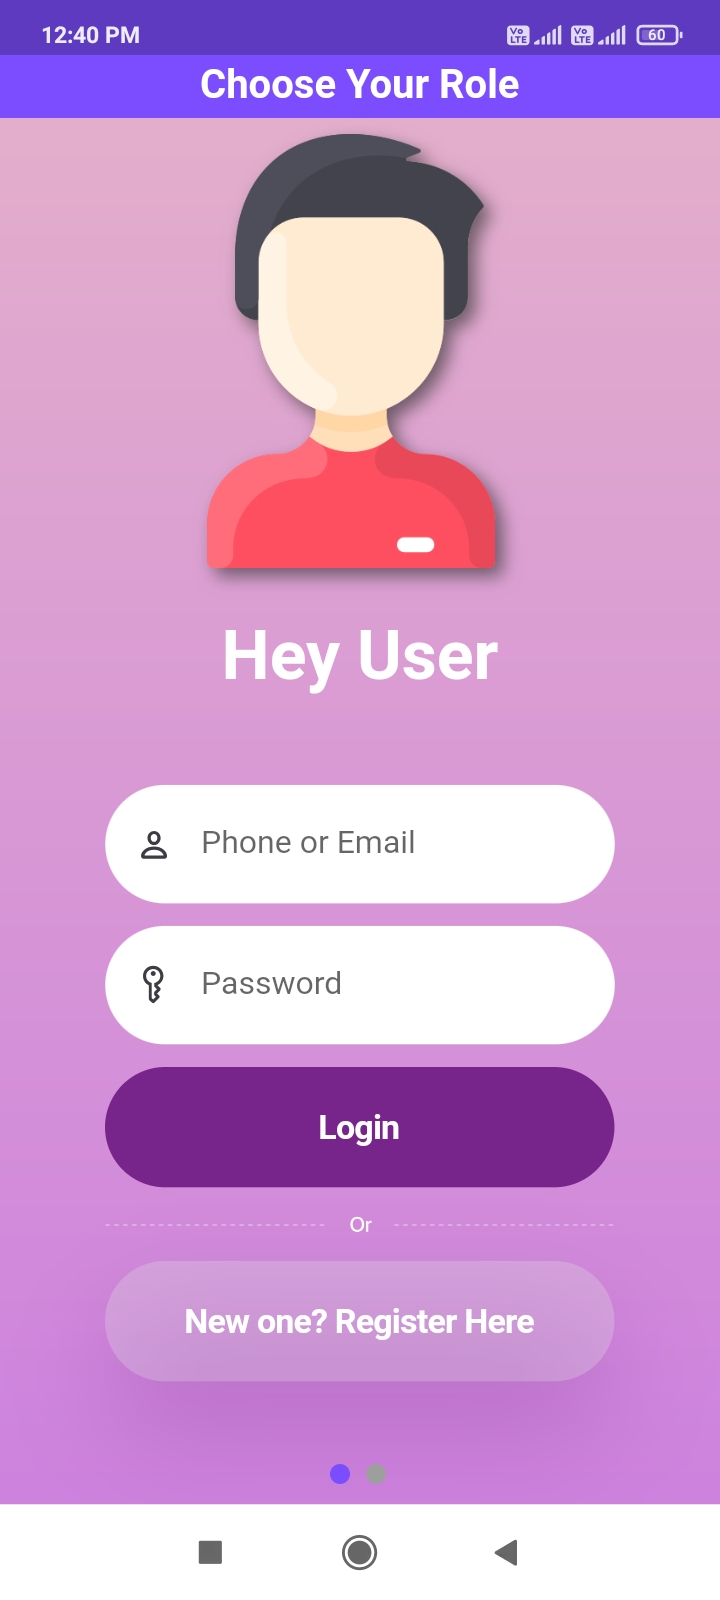 12:40 PM
Vo LTE Vo LTE 60
Choose Your Role
Hey User
Phone or Email
Password
Login
Or
New one? Register Here